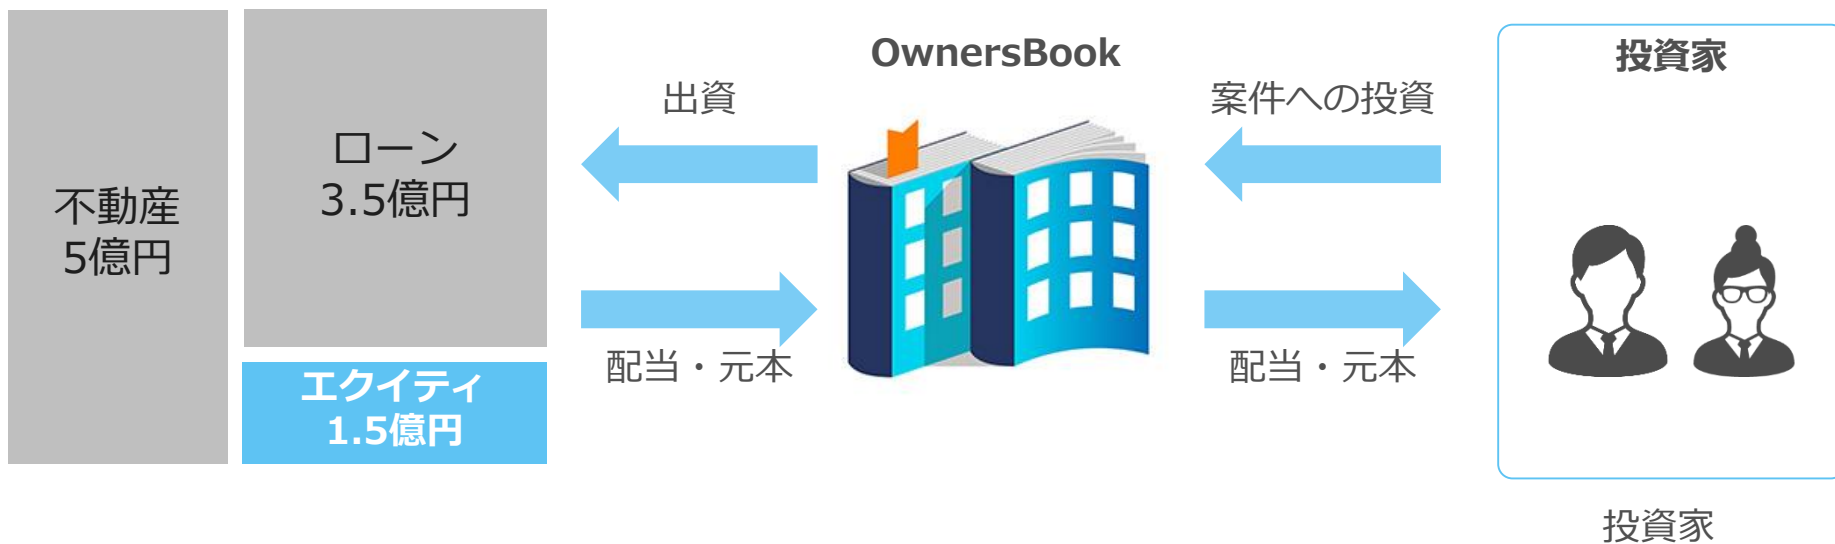 不動産
5億円
ローン
3.5億円
エクイティ
1.5億円
出資
配当・元本
OwnersBook
案件への投資
配当・元本
投資家
投資家